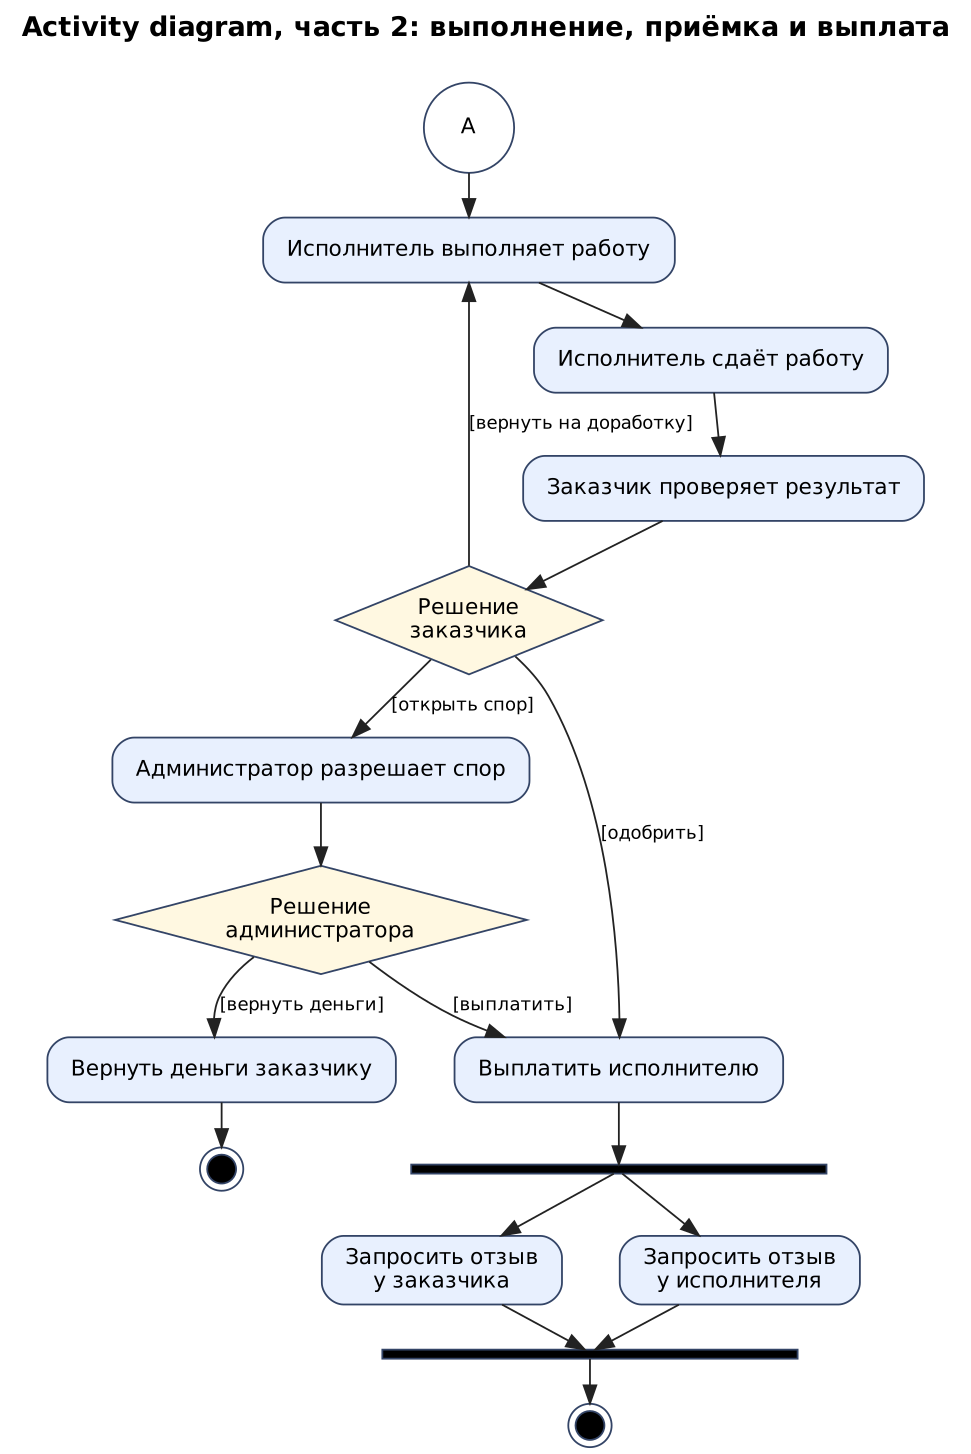 Activity diagram, часть 2: выполнение, приёмка и выплата
A
Исполнитель выполняет работу
Исполнитель сдаёт работу
[вернуть на доработку]
Заказчик проверяет результат
Решение
заказчика
[открыть спор]
Администратор разрешает спор
[одобрить]
Решение
администратора
[вернуть деньги]
[выплатить]
Вернуть деньги заказчику
Выплатить исполнителю
Запросить отзыв
у заказчика
Запросить отзыв
у исполнителя